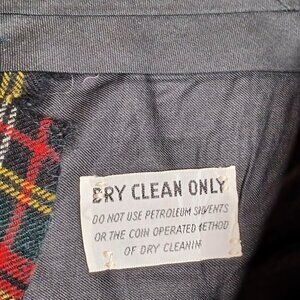 DRY CLEAN ONLY
DO NOT USE PETROLEUM SOLVENTS
OR THE COIN OPERATED METHOD
OF DRY CLEANIN